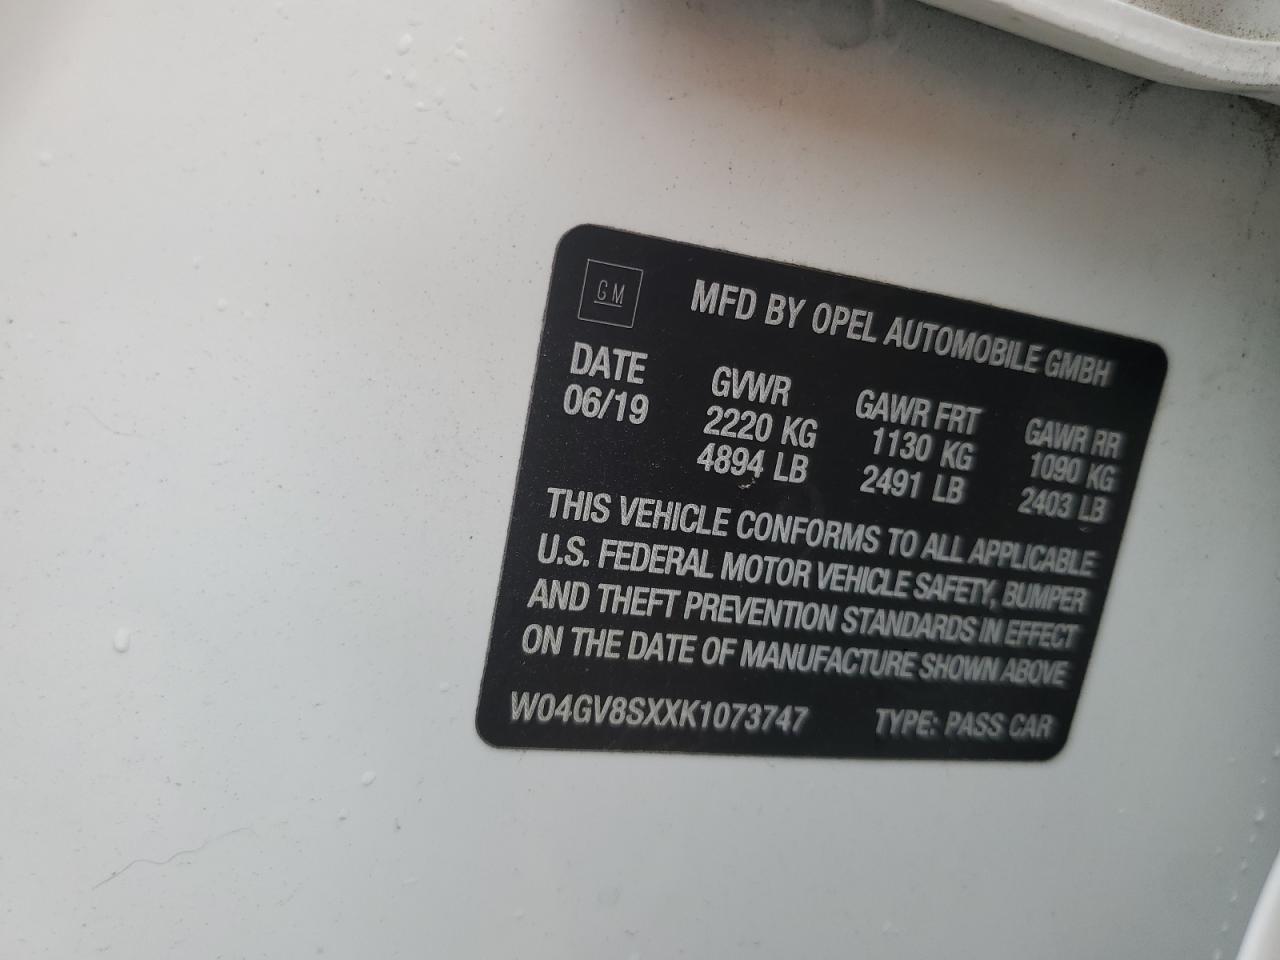 GM
MFD BY OPEL AUTOMOBILE GMBH
DATE GVWR GAWR FRT GAWR RR
06/19 2220 KG 1130 KG 1090 KG
4894 LB 2491 LB 2403 LB
THIS VEHICLE CONFORMS TO ALL APPLICABLE
U.S. FEDERAL MOTOR VEHICLE SAFETY, BUMPER
AND THEFT PREVENTION STANDARDS IN EFFECT
ON THE DATE OF MANUFACTURE SHOWN ABOVE
W04GV8SXXK1073747 TYPE: PASS CAR